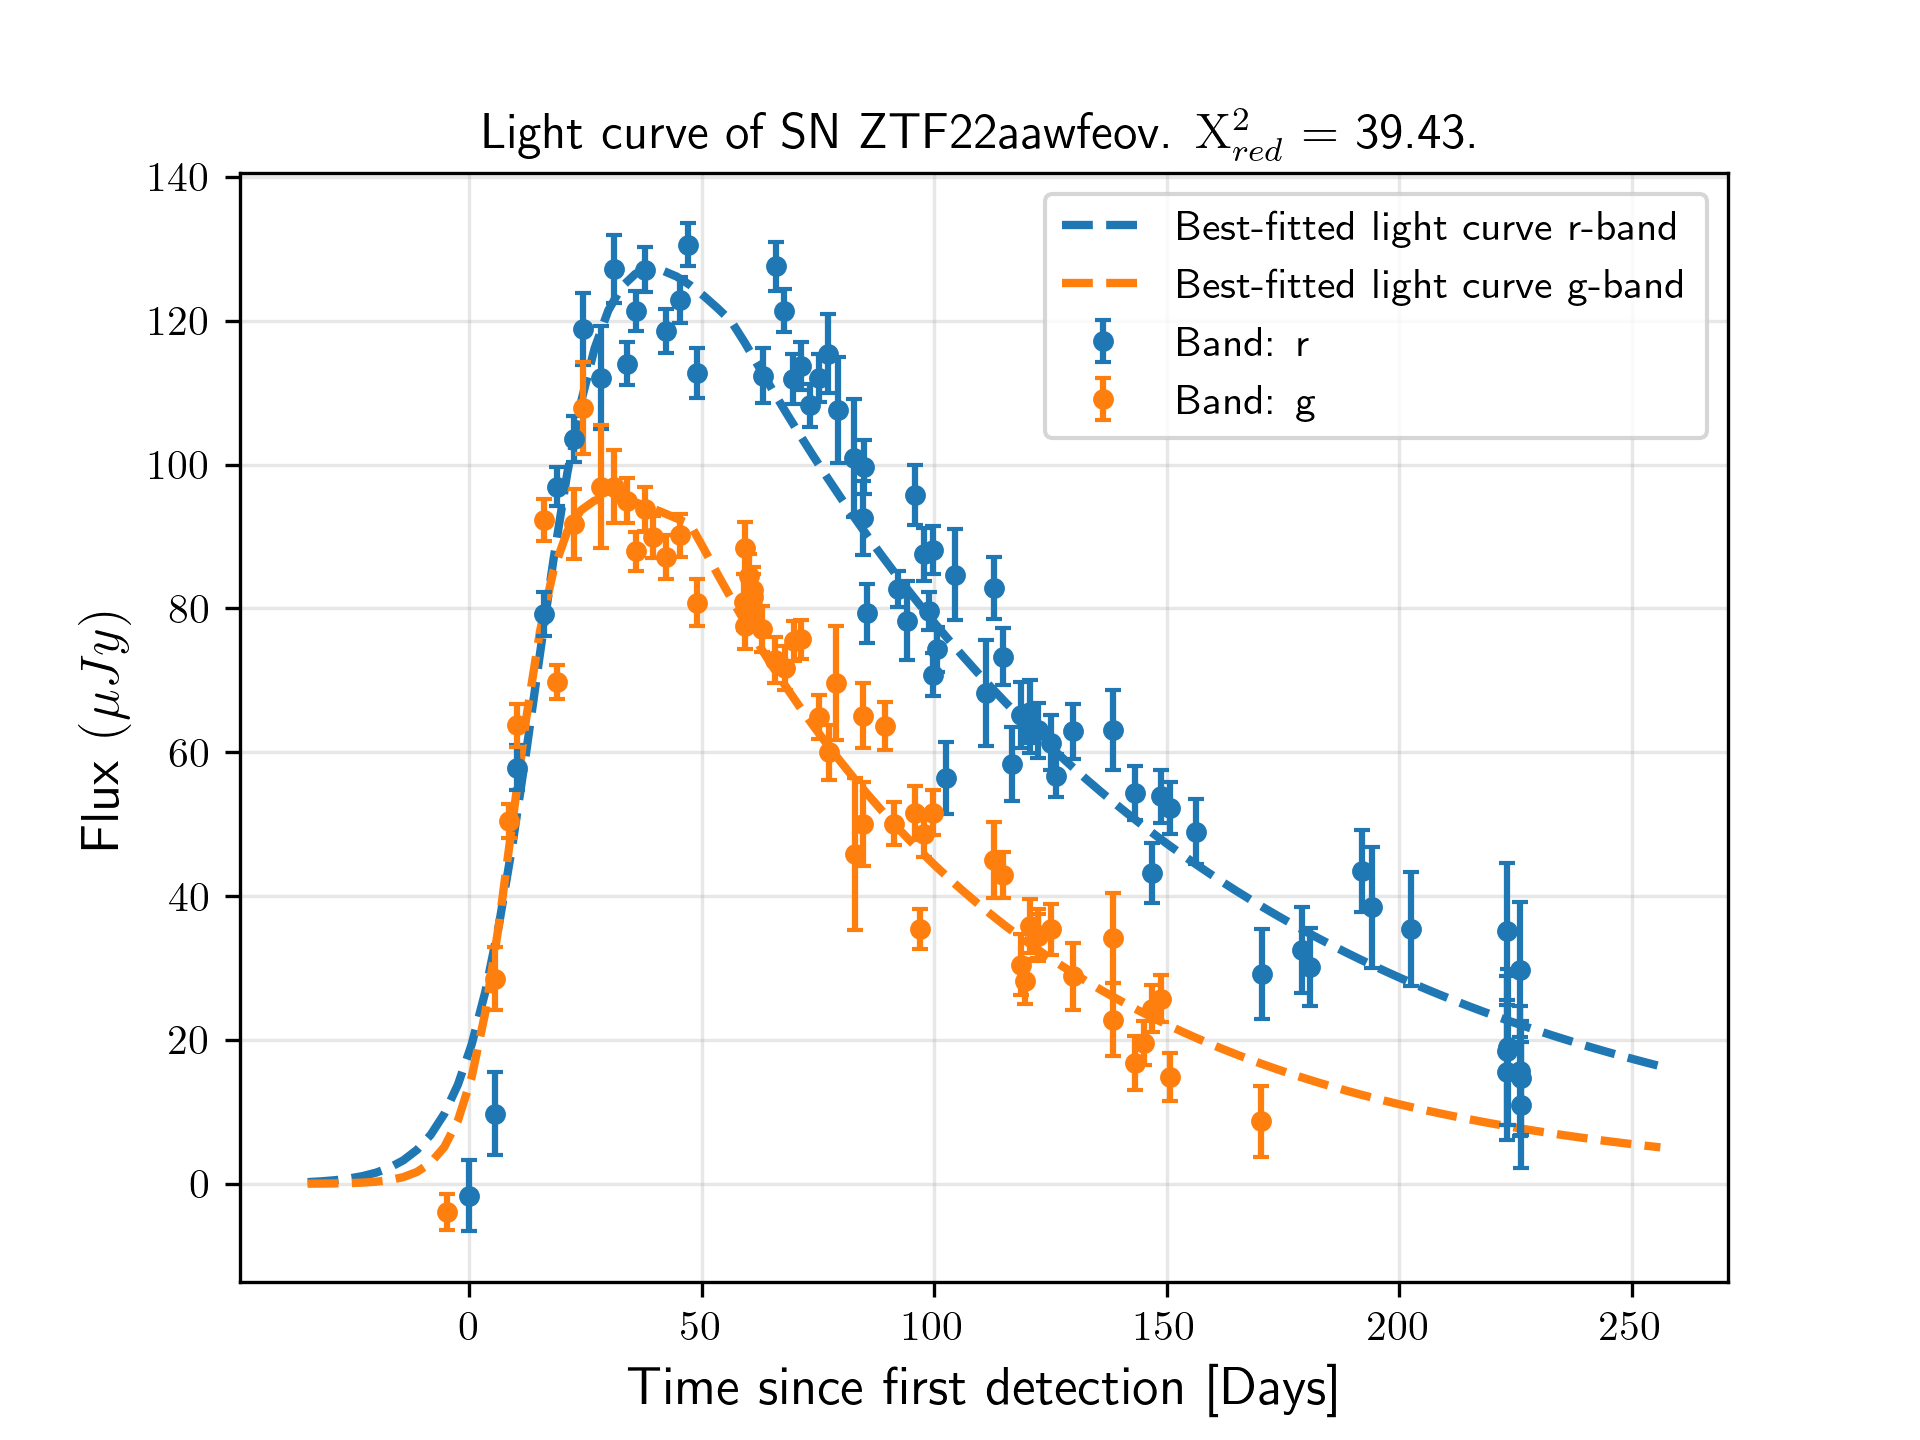 Light curve of SN ZTF22aawfeov. X²_red = 39.43.
140
120
100
80
60
40
20
0
Flux (μJy)
Best-fitted light curve r-band
Best-fitted light curve g-band
Band: r
Band: g
0 50 100 150 200 250
Time since first detection [Days]